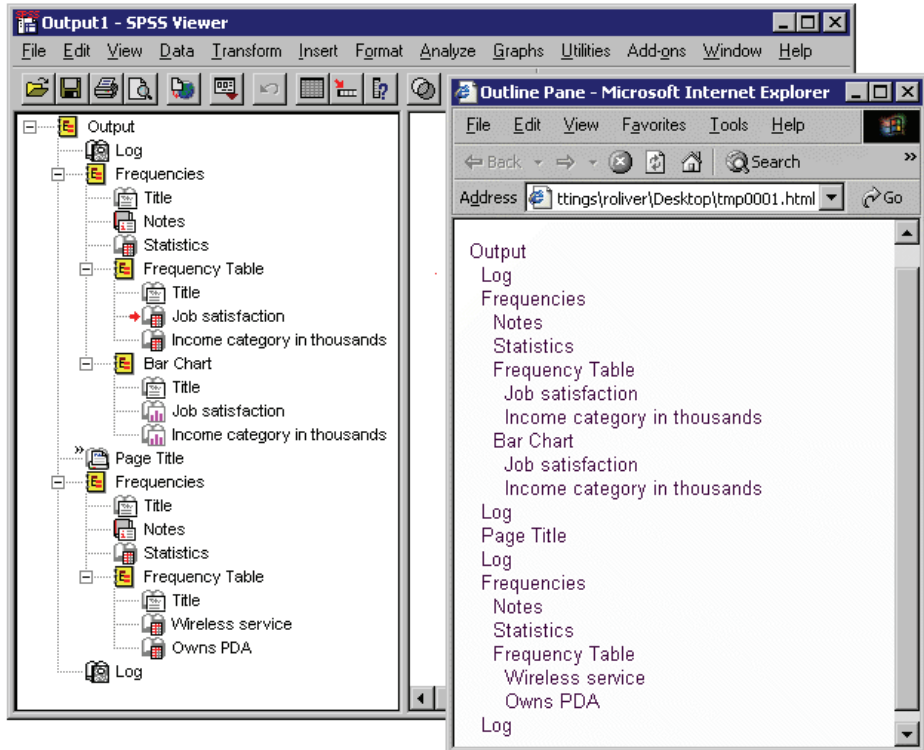 SPSS
Output1 - SPSS Viewer
File Edit View Data Transform Insert Format Analyze Graphs Utilities Add-ons Window Help
Output
Log
Frequencies
Title
Notes
Statistics
Frequency Table
Title
Job satisfaction
Income category in thousands
Bar Chart
Title
Job satisfaction
Income category in thousands
Page Title
Frequencies
Title
Notes
Statistics
Frequency Table
Title
Wireless service
Owns PDA
Log
Outline Pane - Microsoft Internet Explorer
File Edit View Favorites Tools Help
Back Search »
Address ttings\roliver\Desktop\tmp0001.html Go
Output
Log
Frequencies
Notes
Statistics
Frequency Table
Job satisfaction
Income category in thousands
Bar Chart
Job satisfaction
Income category in thousands
Log
Page Title
Log
Frequencies
Notes
Statistics
Frequency Table
Wireless service
Owns PDA
Log